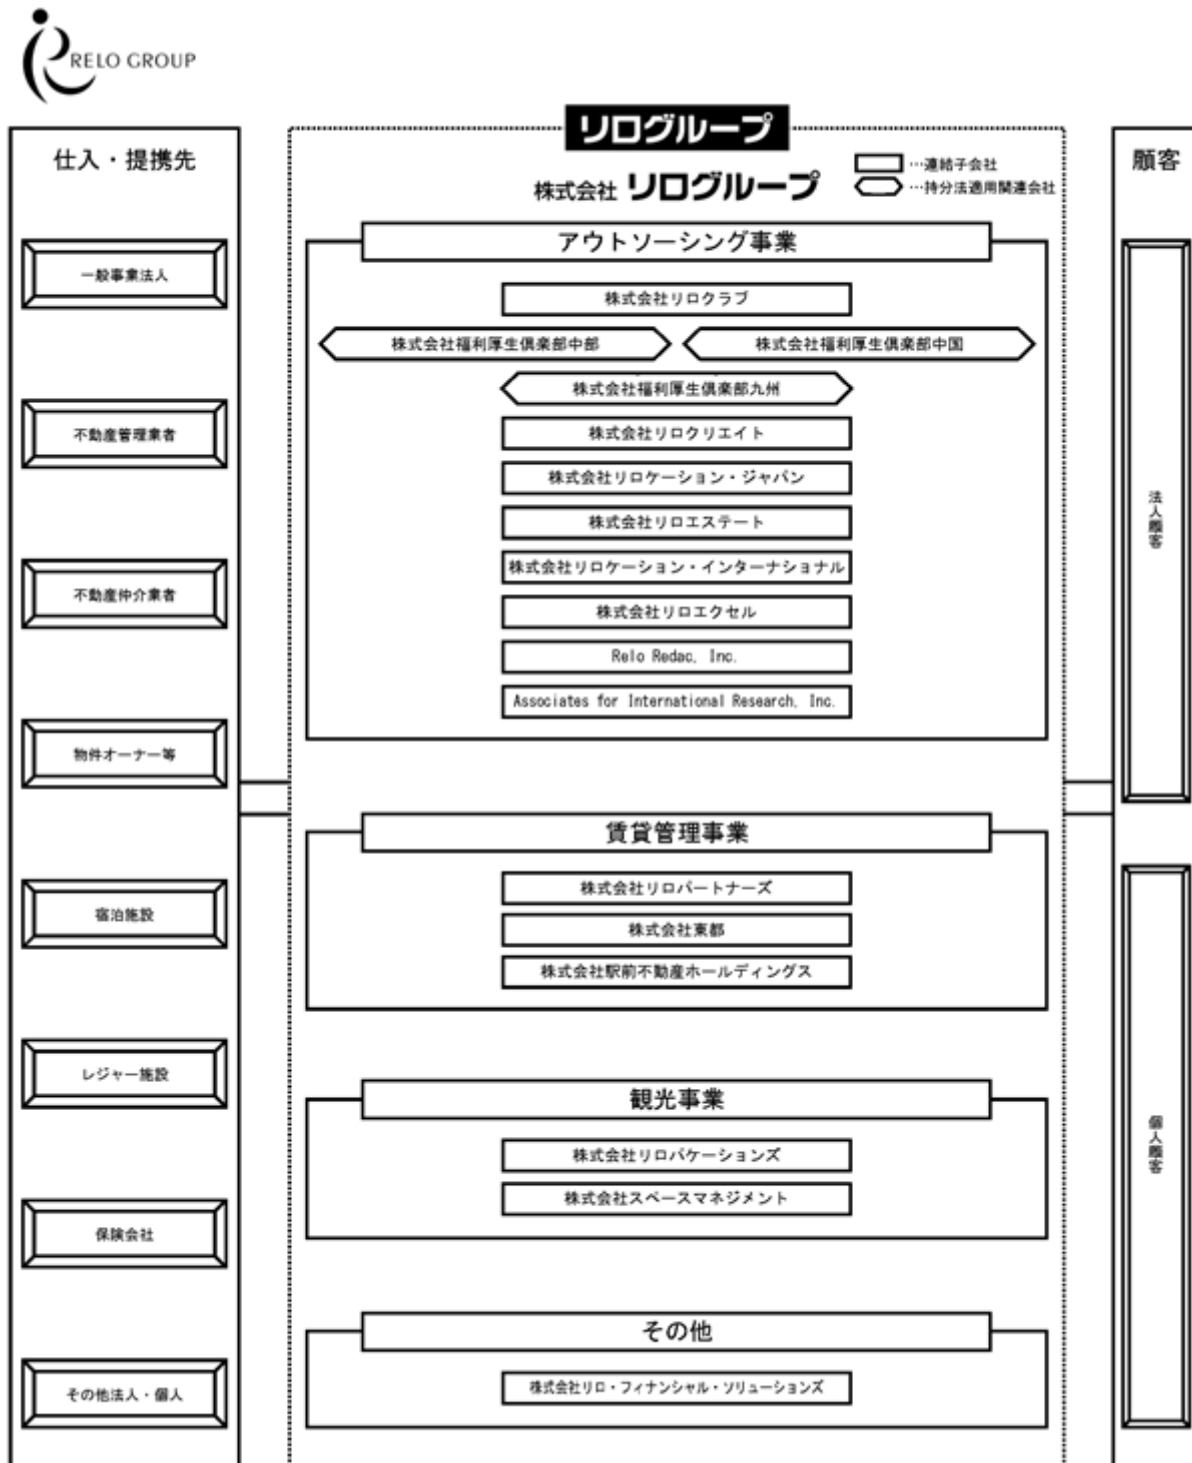 RELO GROUP
仕入・提携先
一般事業法人
不動産管理業者
不動産仲介業者
物件オーナー等
宿泊施設
レジャー施設
保険会社
その他法人・個人
リログループ
株式会社 リログループ
…連結子会社
…持分法適用関連会社
アウトソーシング事業
株式会社リロクラブ
株式会社福利厚生倶楽部中部
株式会社福利厚生倶楽部中国
株式会社福利厚生倶楽部九州
株式会社リロクリエイト
株式会社リロケーション・ジャパン
株式会社リロエステート
株式会社リロケーション・インターナショナル
株式会社リロエクセル
Relo Redac, Inc.
Associates for International Research, Inc.
賃貸管理事業
株式会社リロパートナーズ
株式会社東都
株式会社駅前不動産ホールディングス
観光事業
株式会社リロバケーションズ
株式会社スペースマネジメント
その他
株式会社リロ・フィナンシャル・ソリューションズ
顧客
法人顧客
個人顧客